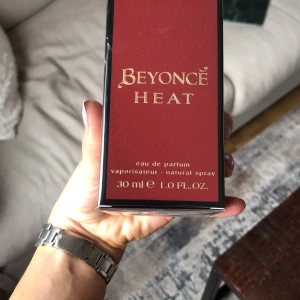 BEYONCÉ
HEAT
eau de parfum
vaporisateur - natural spray
30 ml e 1.0 FL.OZ.